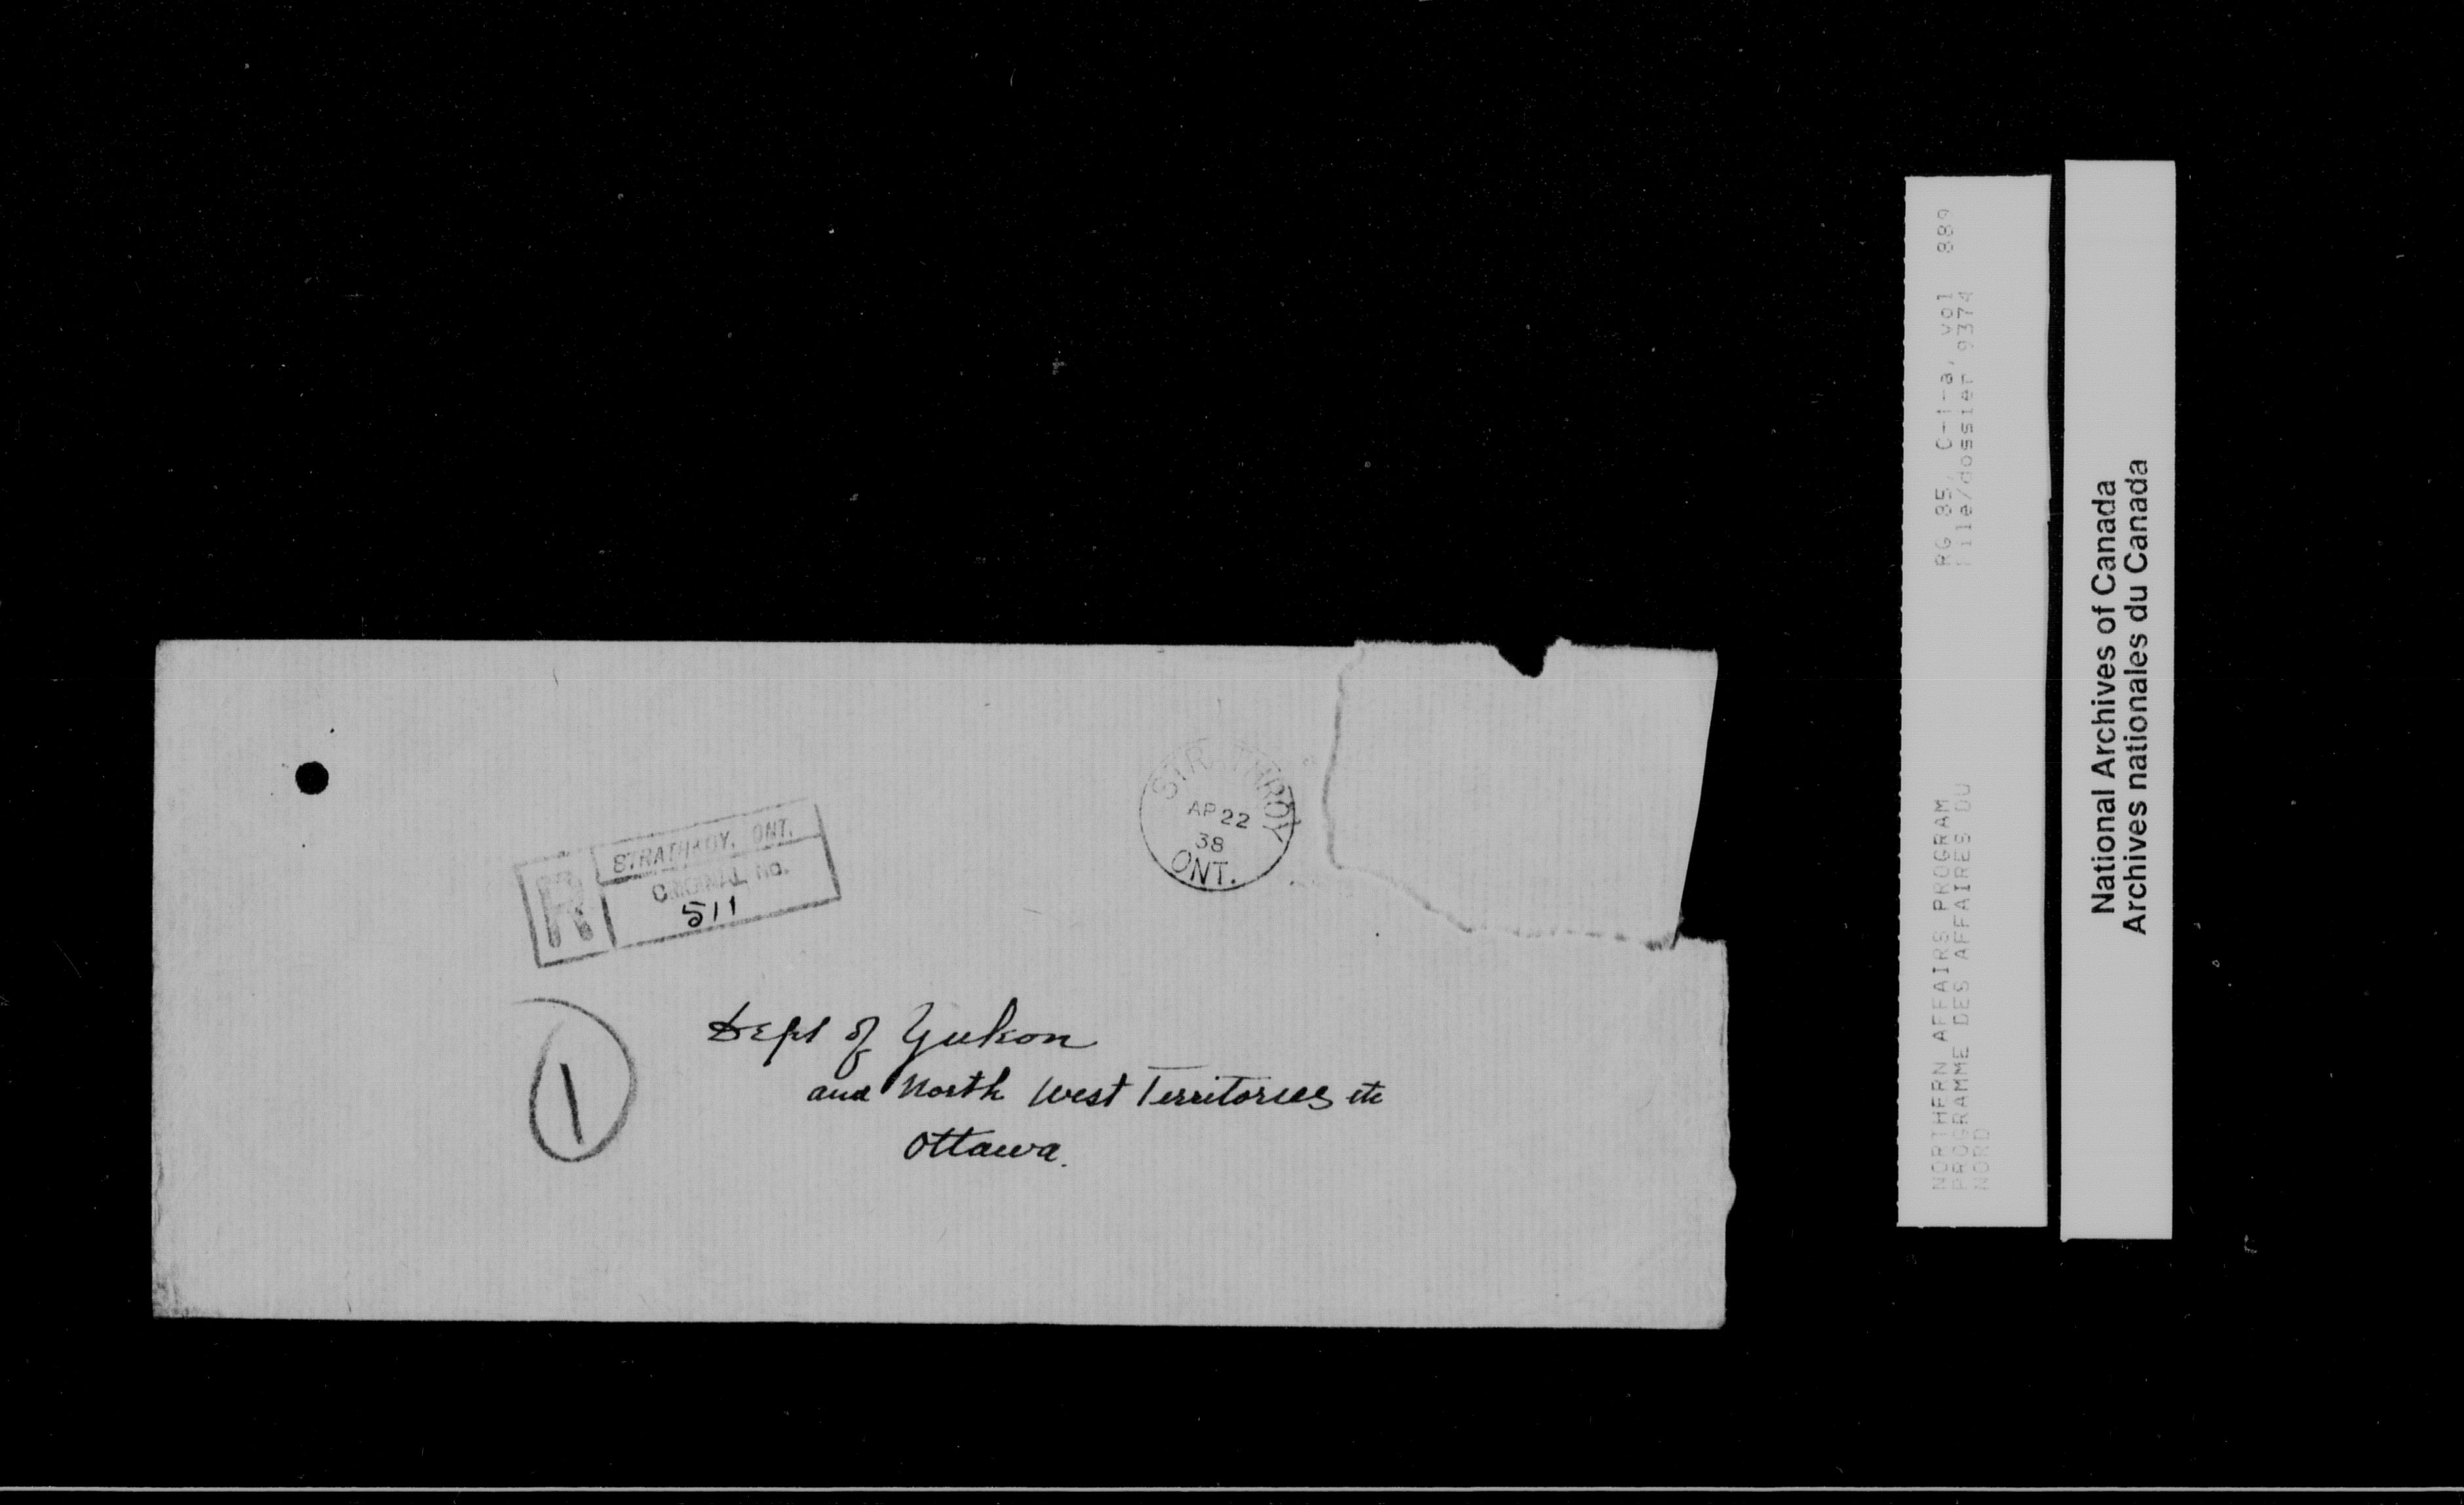 STRATHROY
AP 22
38
ONT.
R
STRATHROY, ONT.
ORIGINAL No.
511
1
Dept of Yukon
and North West Territories etc
Ottawa.
RG 85, C-1-a, vol 889
File/dossier 9374
NORTHERN AFFAIRS PROGRAM
PROGRAMME DES AFFAIRES DU
NORD
National Archives of Canada
Archives nationales du Canada